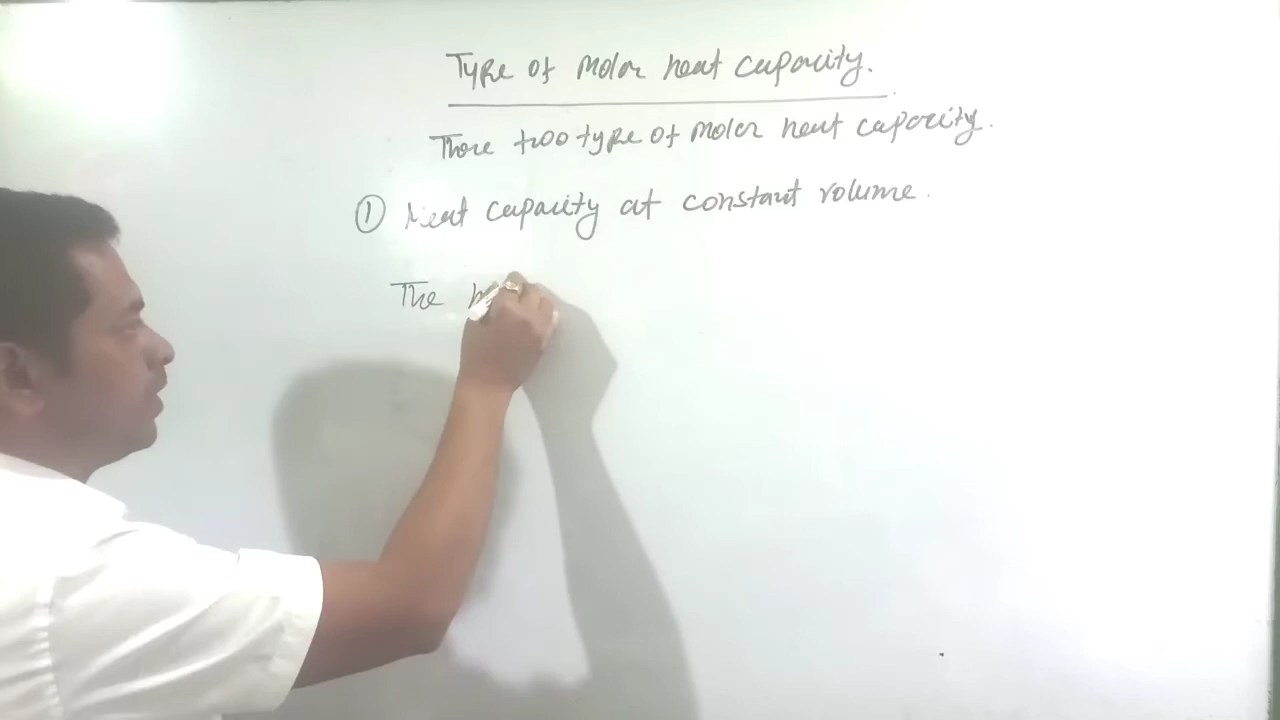 Type of molar heat capacity.
There two type of molar heat capacity.
① Heat capacity at constant volume.
The